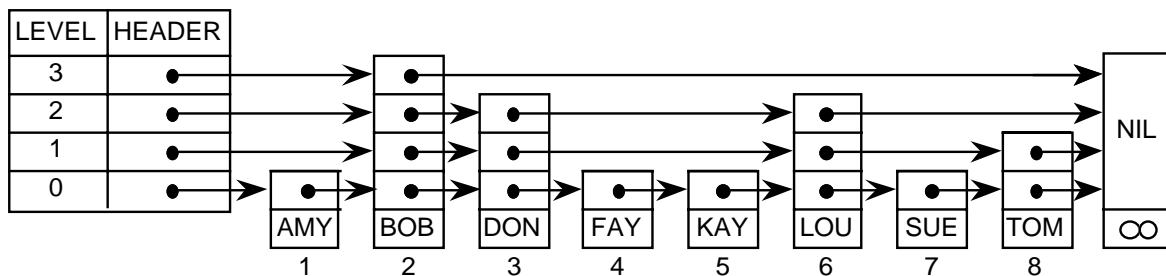 LEVEL HEADER
3
2
1 NIL
0
AMY BOB DON FAY KAY LOU SUE TOM ∞
1 2 3 4 5 6 7 8